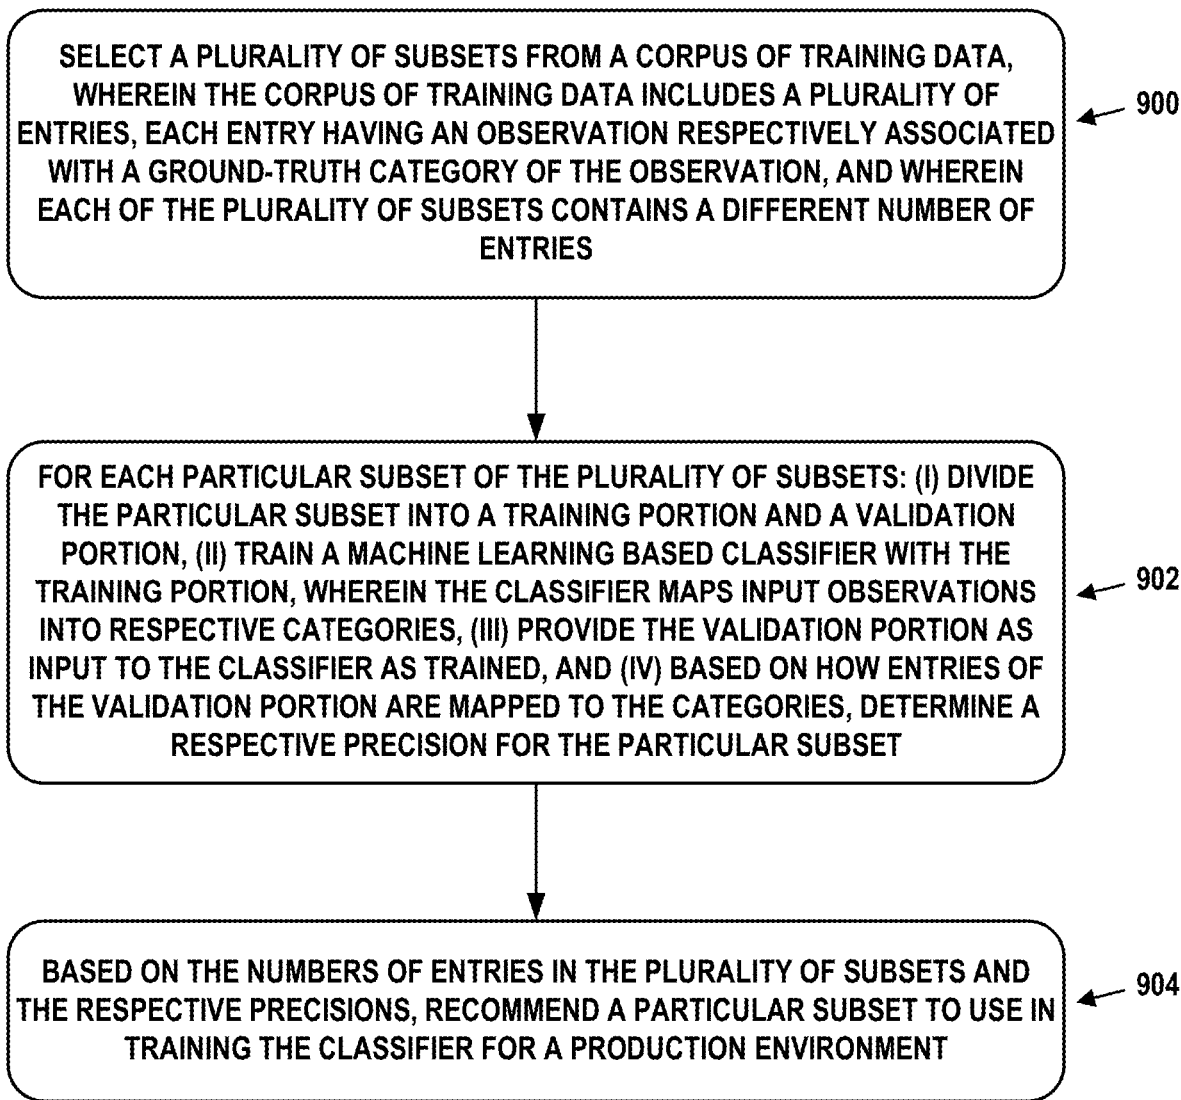 SELECT A PLURALITY OF SUBSETS FROM A CORPUS OF TRAINING DATA,
WHEREIN THE CORPUS OF TRAINING DATA INCLUDES A PLURALITY OF
ENTRIES, EACH ENTRY HAVING AN OBSERVATION RESPECTIVELY ASSOCIATED
WITH A GROUND-TRUTH CATEGORY OF THE OBSERVATION, AND WHEREIN
EACH OF THE PLURALITY OF SUBSETS CONTAINS A DIFFERENT NUMBER OF
ENTRIES
900
FOR EACH PARTICULAR SUBSET OF THE PLURALITY OF SUBSETS: (I) DIVIDE
THE PARTICULAR SUBSET INTO A TRAINING PORTION AND A VALIDATION
PORTION, (II) TRAIN A MACHINE LEARNING BASED CLASSIFIER WITH THE
TRAINING PORTION, WHEREIN THE CLASSIFIER MAPS INPUT OBSERVATIONS
INTO RESPECTIVE CATEGORIES, (III) PROVIDE THE VALIDATION PORTION AS
INPUT TO THE CLASSIFIER AS TRAINED, AND (IV) BASED ON HOW ENTRIES OF
THE VALIDATION PORTION ARE MAPPED TO THE CATEGORIES, DETERMINE A
RESPECTIVE PRECISION FOR THE PARTICULAR SUBSET
902
BASED ON THE NUMBERS OF ENTRIES IN THE PLURALITY OF SUBSETS AND
THE RESPECTIVE PRECISIONS, RECOMMEND A PARTICULAR SUBSET TO USE IN
TRAINING THE CLASSIFIER FOR A PRODUCTION ENVIRONMENT
904